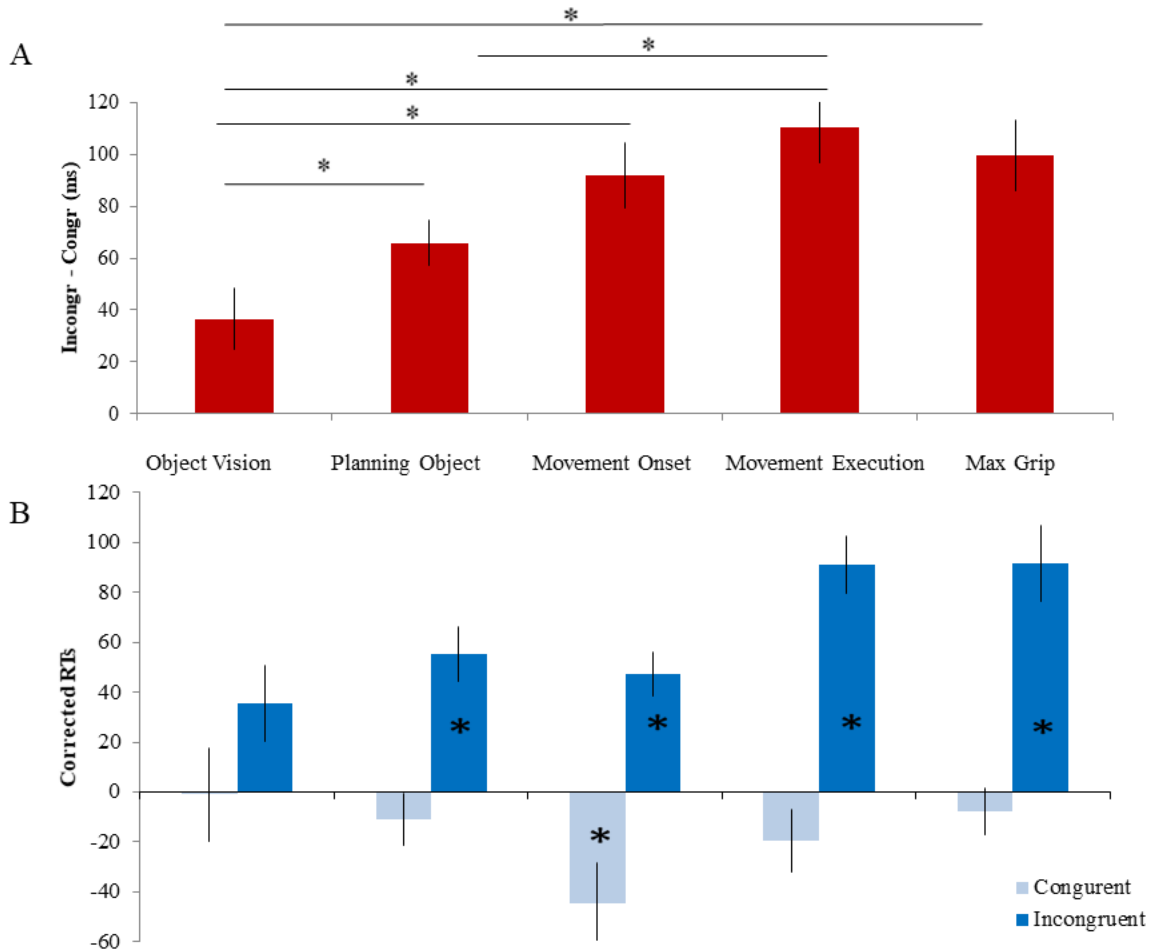 *
A
*
*
*
*
120
100
80
60
40
20
0
Incongr - Congr (ms)
Object Vision Planning Object Movement Onset Movement Execution Max Grip
B
120
100
80
60
40
20
0
-20
-40
-60
Corrected RTs
* * * *
*
Congurent
Incongruent